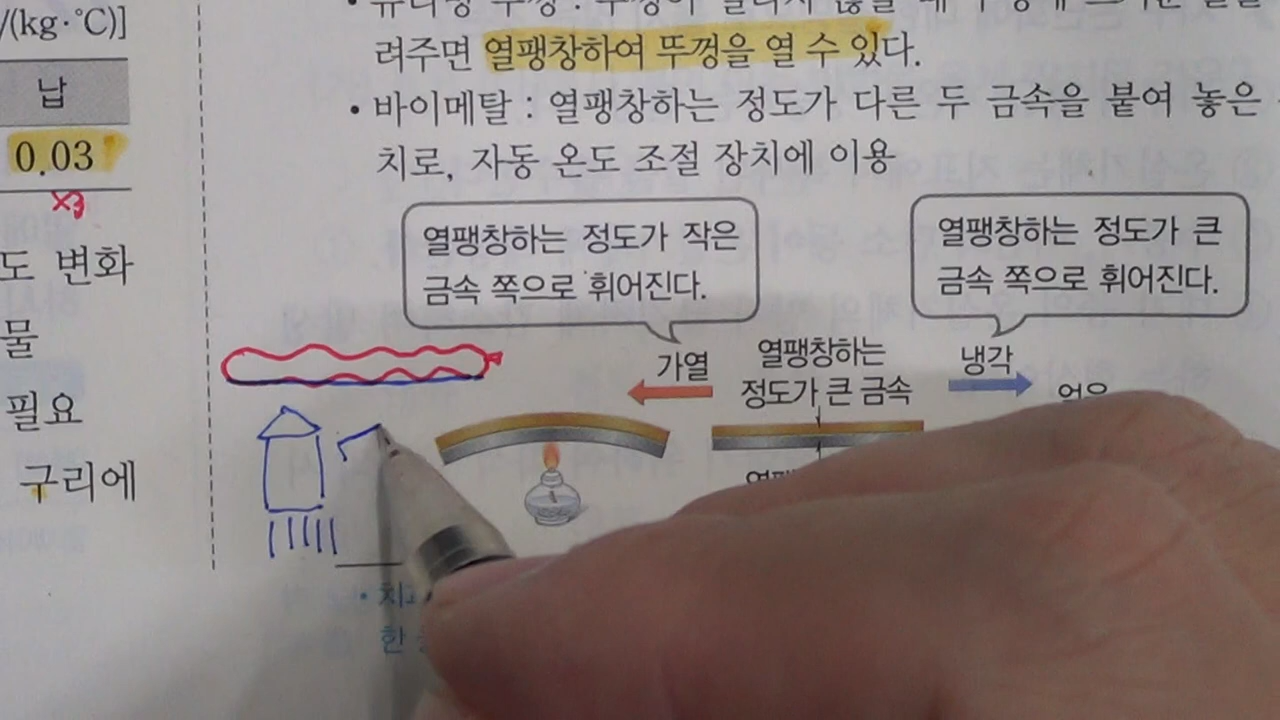 /(kg·℃)]
납
0.03
×3
도 변화
물
필요
구리에
려주면 열팽창하여 뚜껑을 열 수 있다.
• 바이메탈 : 열팽창하는 정도가 다른 두 금속을 붙여 놓은
치로, 자동 온도 조절 장치에 이용
열팽창하는 정도가 작은
금속 쪽으로 휘어진다.
열팽창하는 정도가 큰
금속 쪽으로 휘어진다.
가열
열팽창하는
정도가 큰 금속
냉각
한